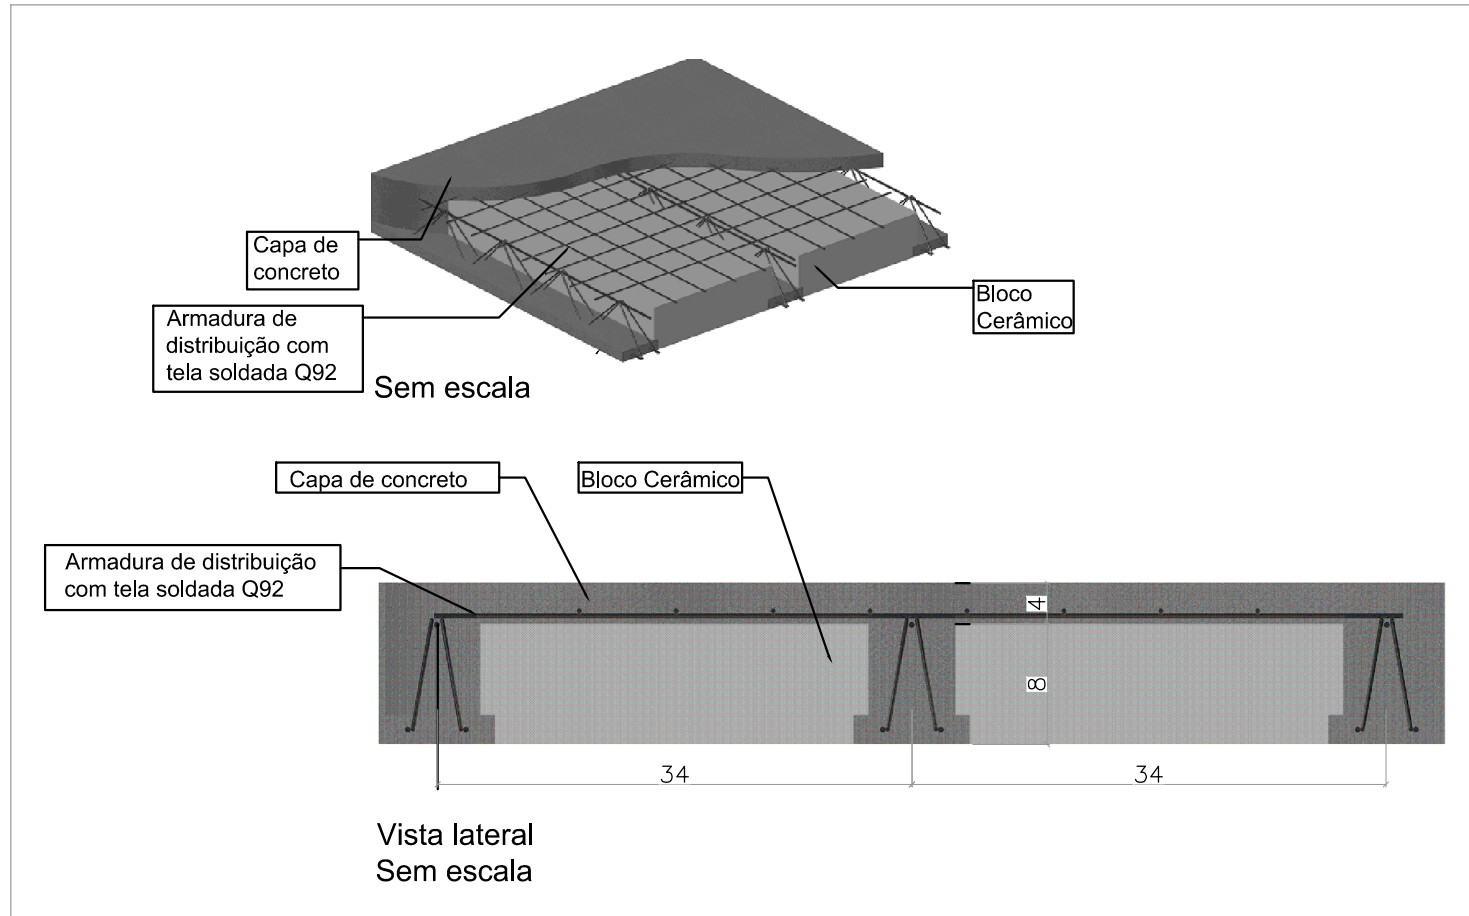 Capa de
concreto
Armadura de
distribuição com
tela soldada Q92
Bloco
Cerâmico
Sem escala
Capa de concreto
Bloco Cerâmico
Armadura de distribuição
com tela soldada Q92
4
8
34
34
Vista lateral
Sem escala